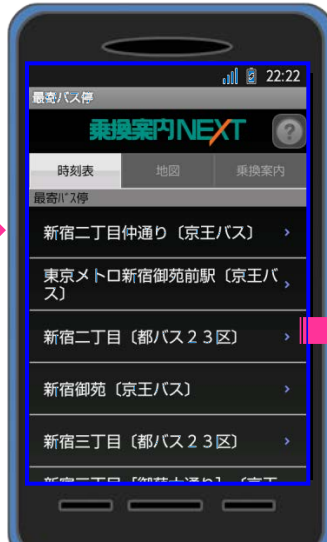 22:22
最寄バス停
乗換案内NEXT ?
時刻表 地図 乗換案内
最寄バス停
新宿二丁目仲通り〔京王バス〕
東京メトロ新宿御苑前駅〔京王バ
ス〕
新宿二丁目〔都バス２３区〕
新宿御苑〔京王バス〕
新宿三丁目〔都バス２３区〕